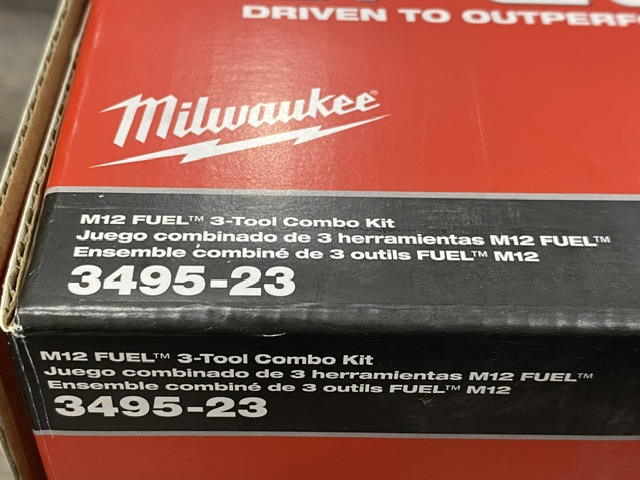 DRIVEN TO OUTPERFO
Milwaukee®
M12 FUEL™ 3-Tool Combo Kit
Juego combinado de 3 herramientas M12 FUEL™
Ensemble combiné de 3 outils FUEL™ M12
3495-23
M12 FUEL™ 3-Tool Combo Kit
Juego combinado de 3 herramientas M12 FUEL™
Ensemble combiné de 3 outils FUEL™ M12
3495-23